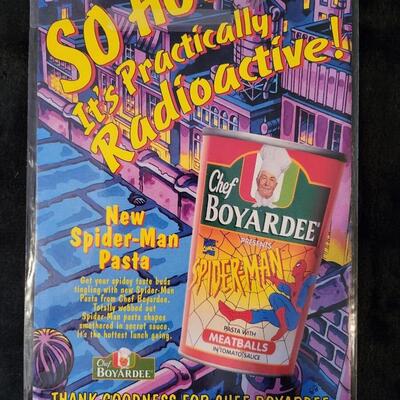 SO HO
It's Practically
Radioactive!
New
Spider-Man
Pasta
Get your spidey taste buds
tingling with new Spider-Man
Pasta from Chef Boyardee.
Totally webbed out
Spider-Man pasta shapes
smothered in secret sauce.
It's the hottest lunch going.
Chef
BOYARDEE
Chef
BOYARDEE
PRESENTS
SPIDER-MAN
PASTA WITH
MEATBALLS
IN TOMATO SAUCE
THANK GOODNESS FOR CHEF BOYARDEE